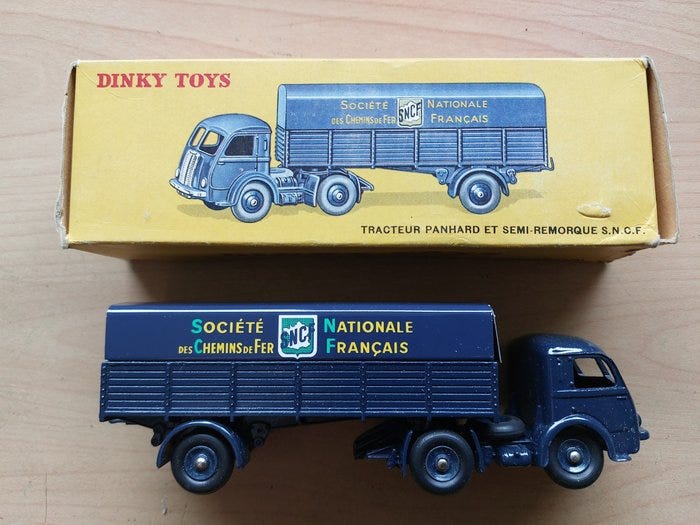 DINKY TOYS
SOCIÉTÉ NATIONALE
DES CHEMINS DE FER SNCF FRANÇAIS
TRACTEUR PANHARD ET SEMI-REMORQUE S.N.C.F.
SOCIÉTÉ NATIONALE
DES CHEMINS DE FER SNCF FRANÇAIS